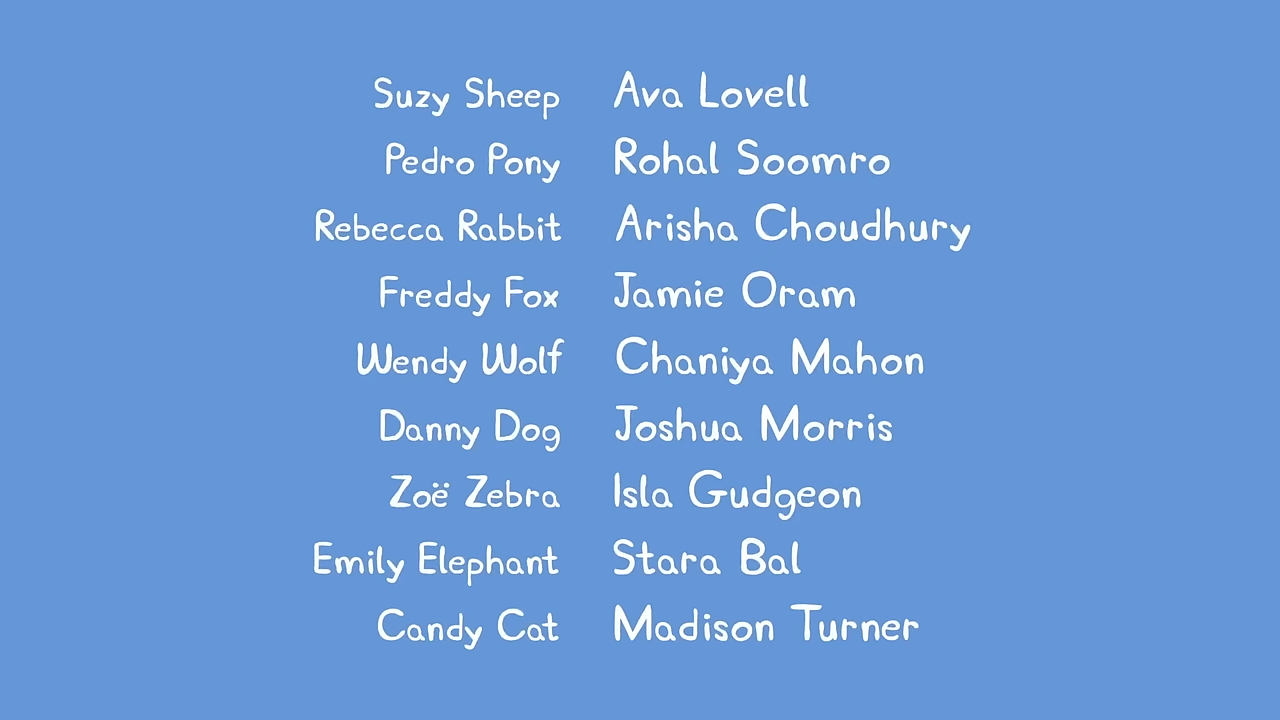 Suzy Sheep Ava Lovell
Pedro Pony Rohal Soomro
Rebecca Rabbit Arisha Choudhury
Freddy Fox Jamie Oram
Wendy Wolf Chaniya Mahon
Danny Dog Joshua Morris
Zoë Zebra Isla Gudgeon
Emily Elephant Stara Bal
Candy Cat Madison Turner